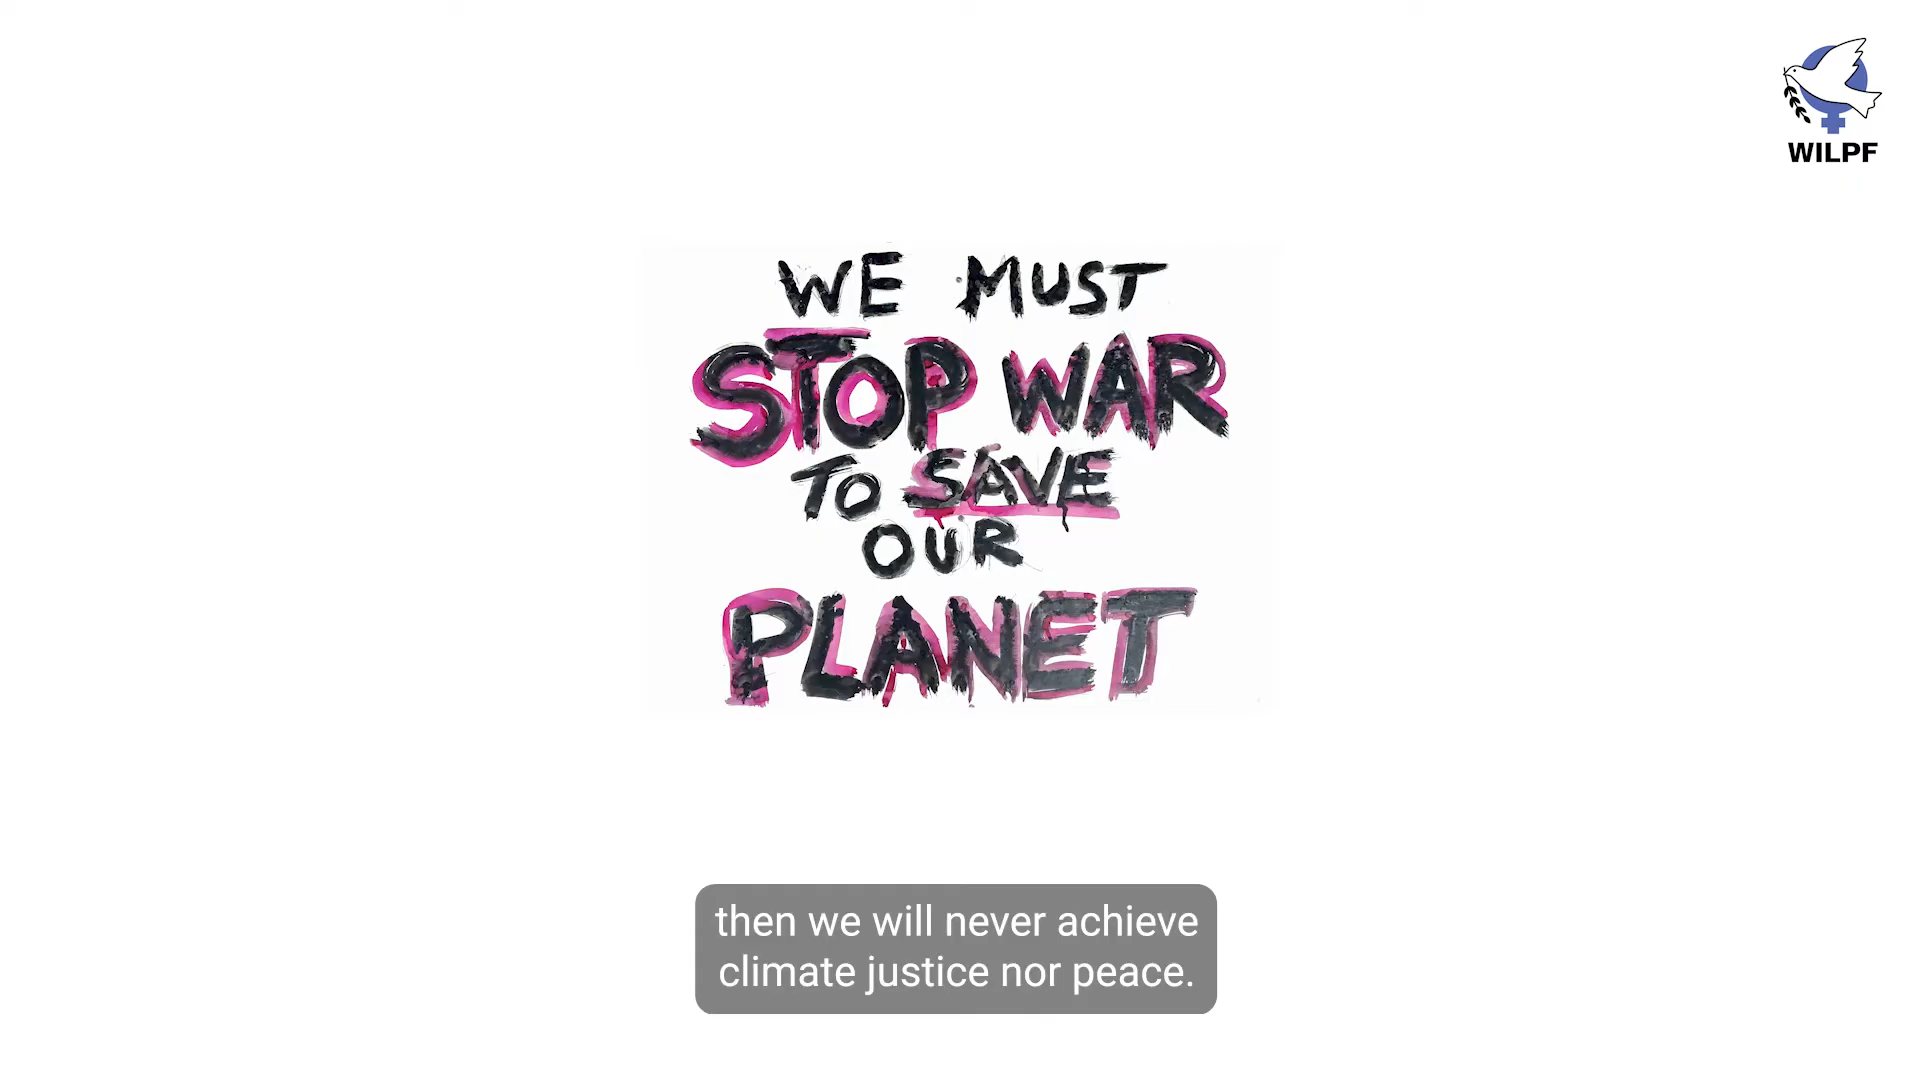 WILPF
WE MUST
STOP WAR
TO SAVE
OUR
PLANET
then we will never achieve
climate justice nor peace.